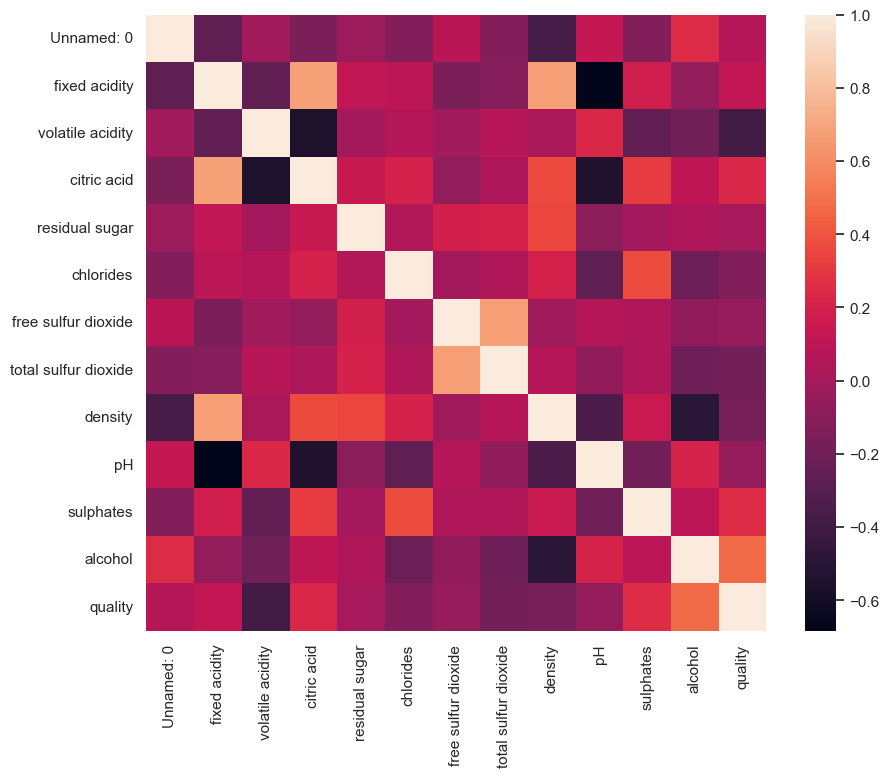 Unnamed: 0
fixed acidity
volatile acidity
citric acid
residual sugar
chlorides
free sulfur dioxide
total sulfur dioxide
density
pH
sulphates
alcohol
quality
Unnamed: 0
fixed acidity
volatile acidity
citric acid
residual sugar
chlorides
free sulfur dioxide
total sulfur dioxide
density
pH
sulphates
alcohol
quality
1.0
0.8
0.6
0.4
0.2
0.0
−0.2
−0.4
−0.6